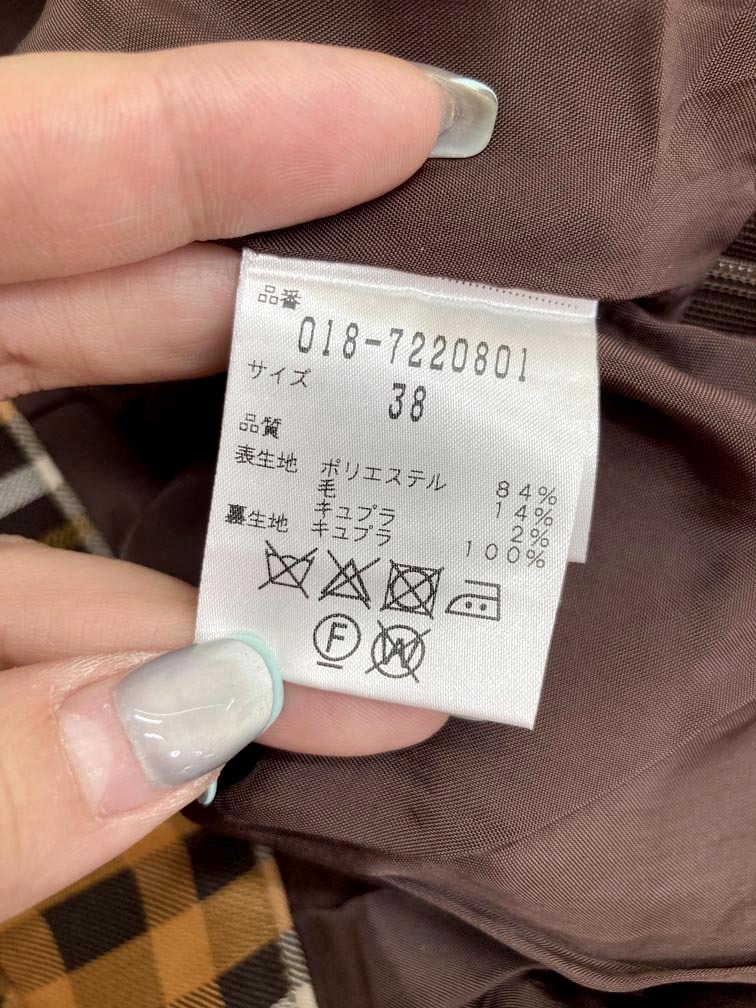 品番
018-7220801
サイズ
38
品質
表生地 ポリエステル 84%
毛 14%
キュプラ 2%
裏生地 キュプラ 100%
F
W